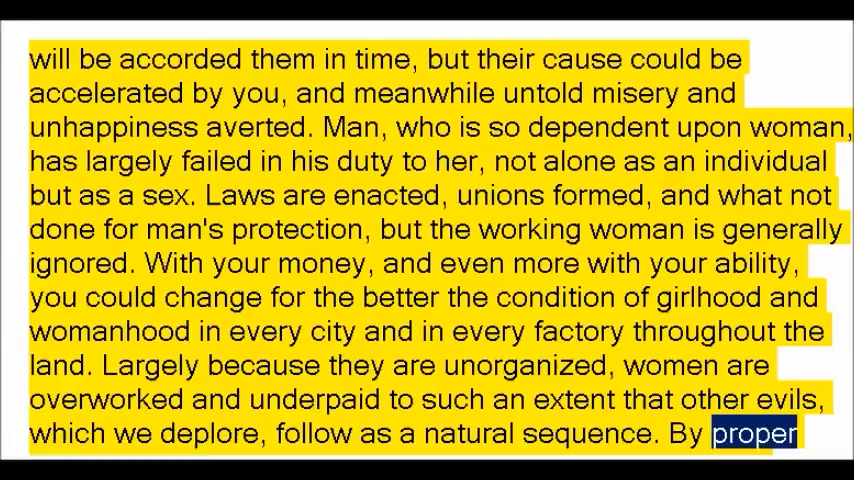 will be accorded them in time, but their cause could be
accelerated by you, and meanwhile untold misery and
unhappiness averted. Man, who is so dependent upon woman,
has largely failed in his duty to her, not alone as an individual
but as a sex. Laws are enacted, unions formed, and what not
done for man's protection, but the working woman is generally
ignored. With your money, and even more with your ability,
you could change for the better the condition of girlhood and
womanhood in every city and in every factory throughout the
land. Largely because they are unorganized, women are
overworked and underpaid to such an extent that other evils,
which we deplore, follow as a natural sequence. By proper